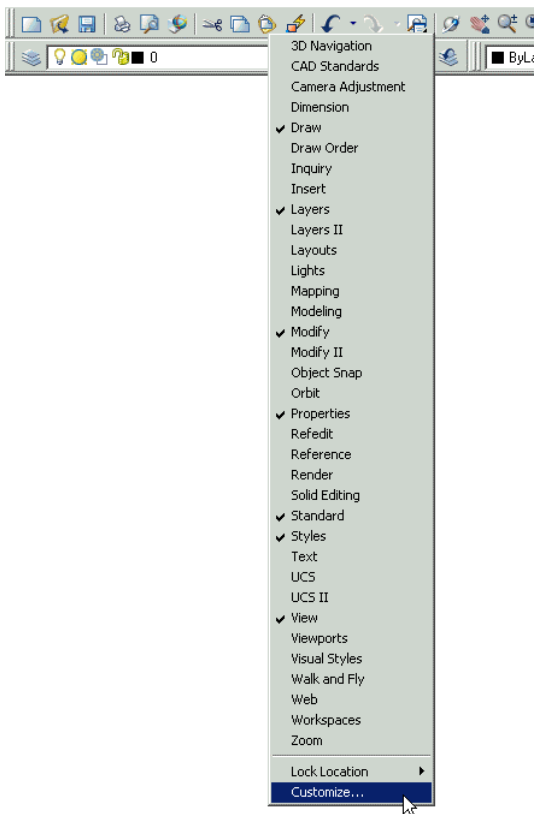 0
ByLa
3D Navigation
CAD Standards
Camera Adjustment
Dimension
Draw
Draw Order
Inquiry
Insert
Layers
Layers II
Layouts
Lights
Mapping
Modeling
Modify
Modify II
Object Snap
Orbit
Properties
Refedit
Reference
Render
Solid Editing
Standard
Styles
Text
UCS
UCS II
View
Viewports
Visual Styles
Walk and Fly
Web
Workspaces
Zoom
Lock Location
Customize...